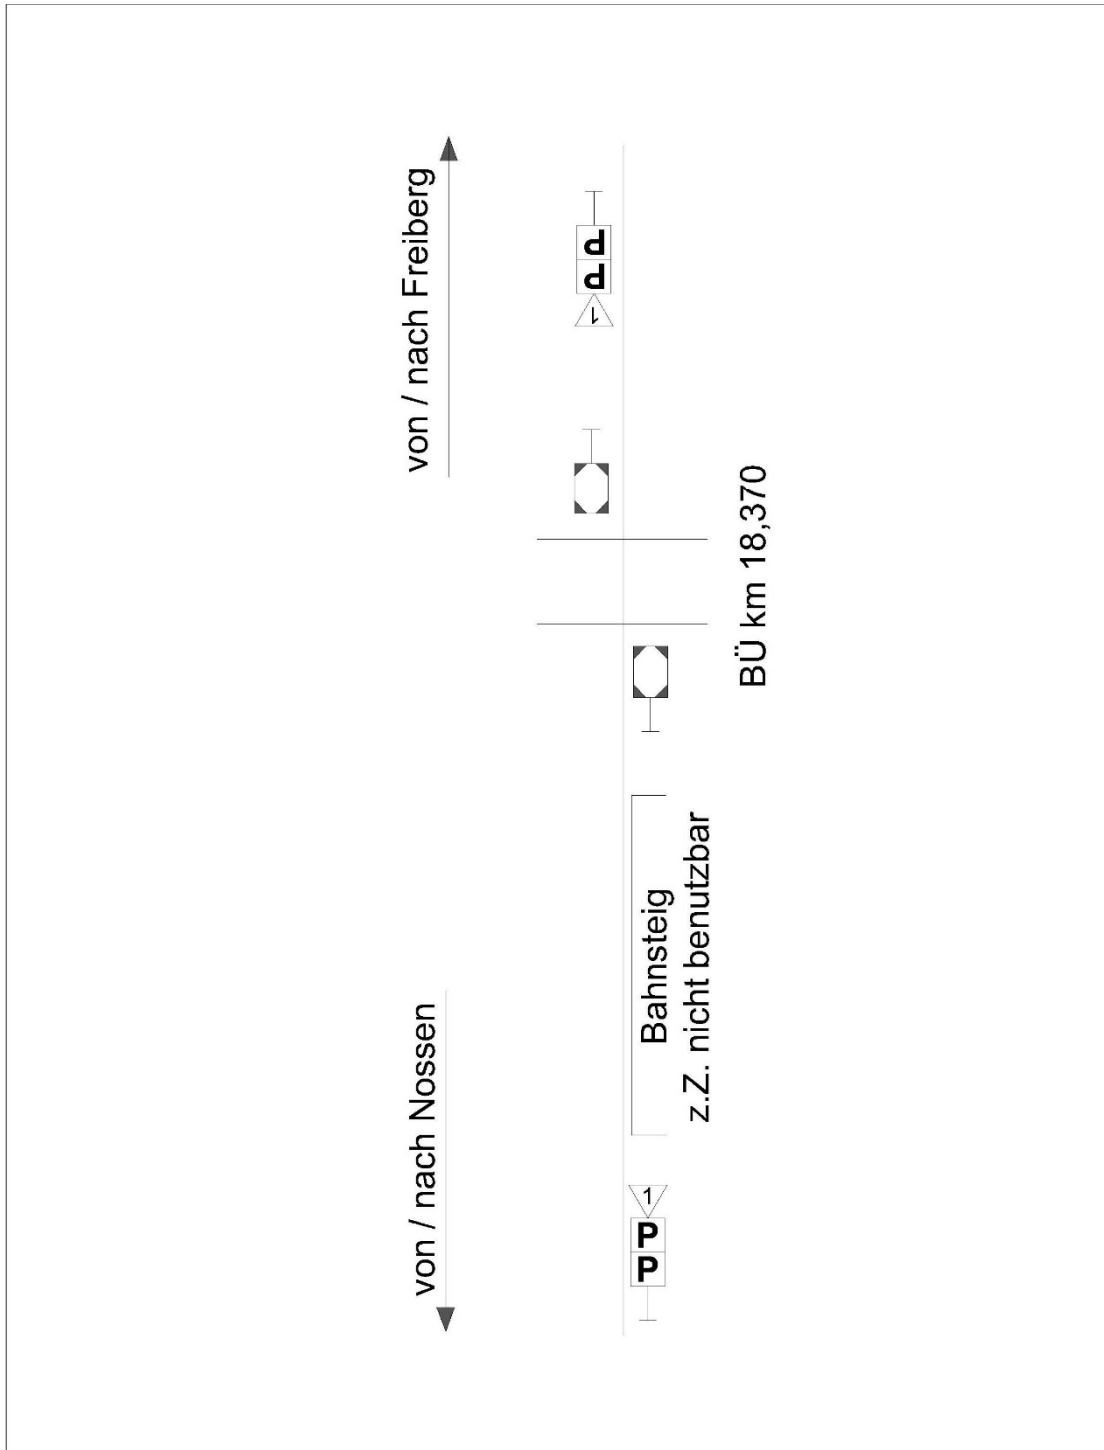 von / nach Nossen
von / nach Freiberg
P
P
1
Bahnsteig
z.Z. nicht benutzbar
BÜ km 18,370
1
P
P